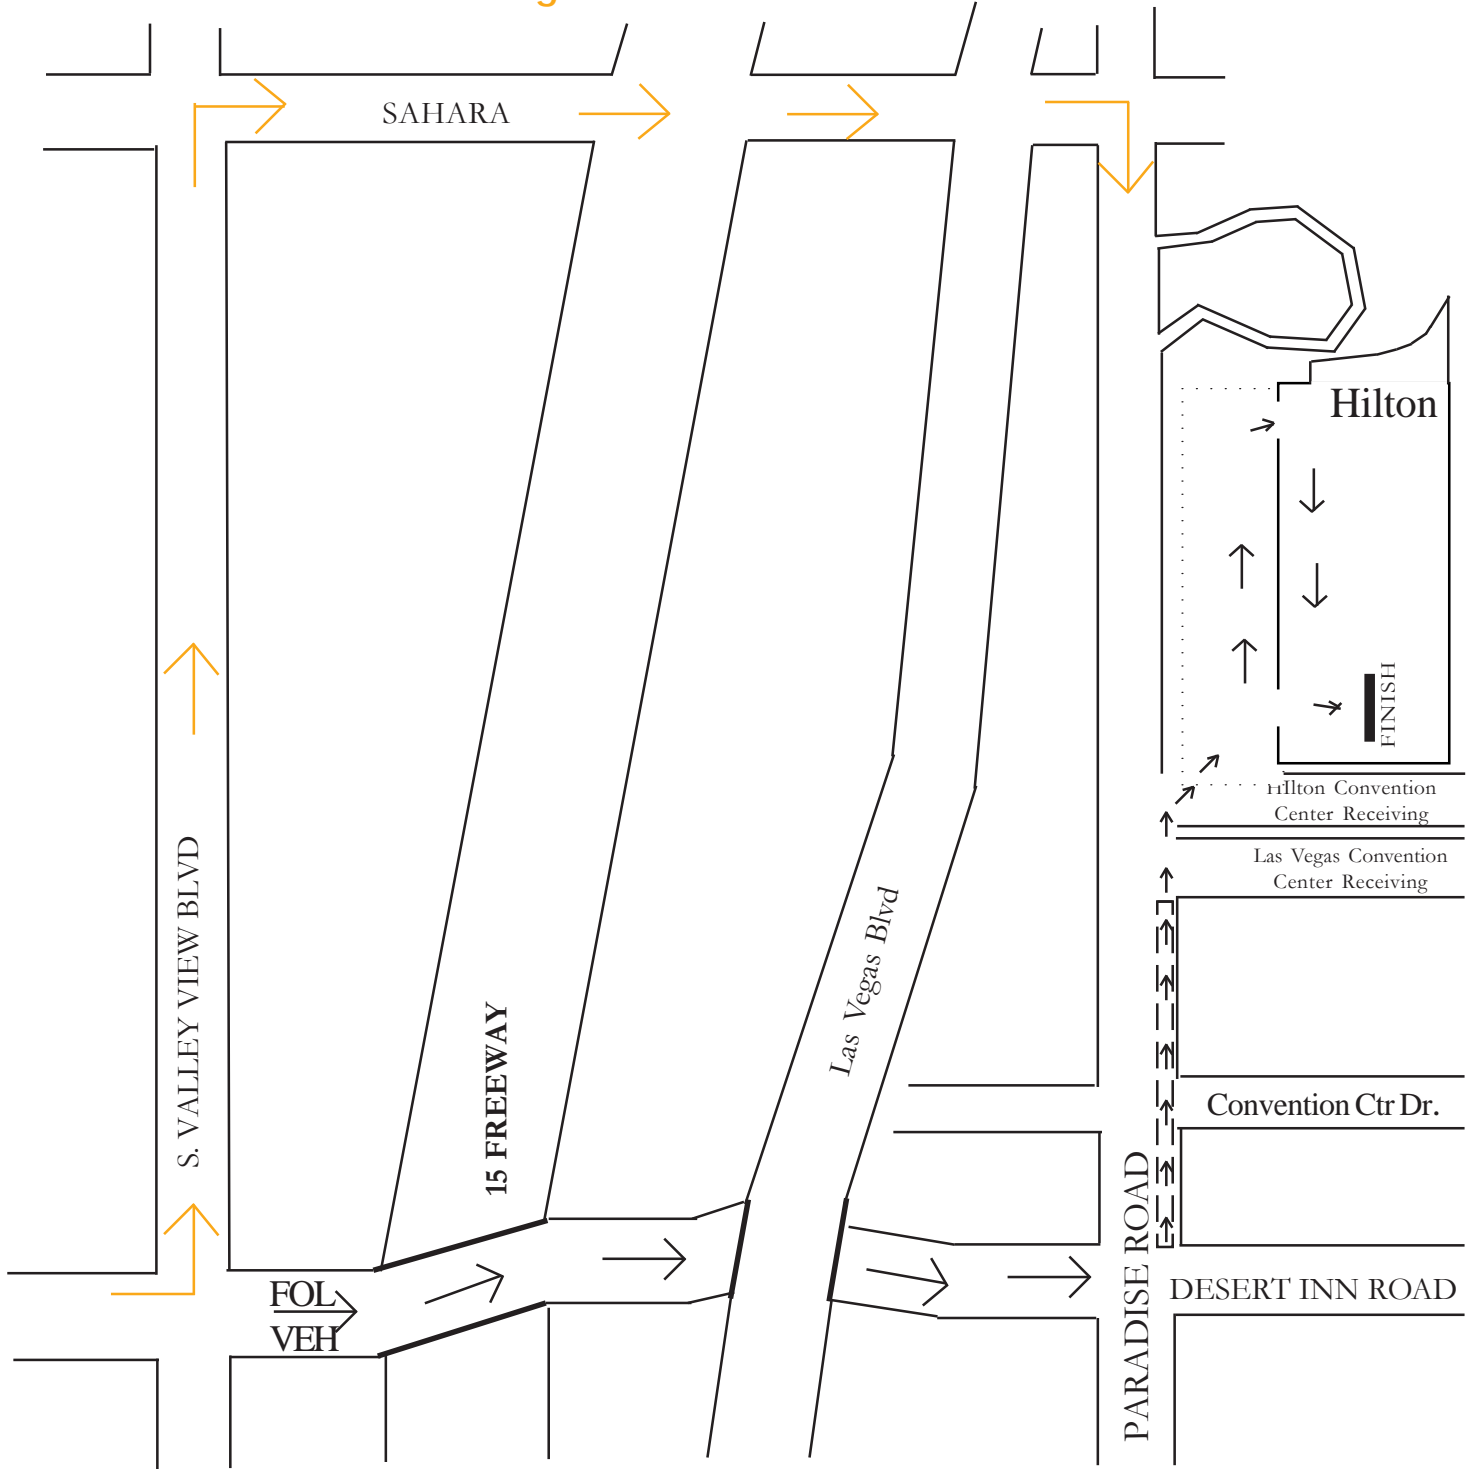 SAHARA
Hilton
FINISH
HIlton Convention
Center Receiving
Las Vegas Convention
Center Receiving
S. VALLEY VIEW BLVD
Las Vegas Blvd
15 FREEWAY
Convention Ctr Dr.
PARADISE ROAD
DESERT INN ROAD
FOL
VEH